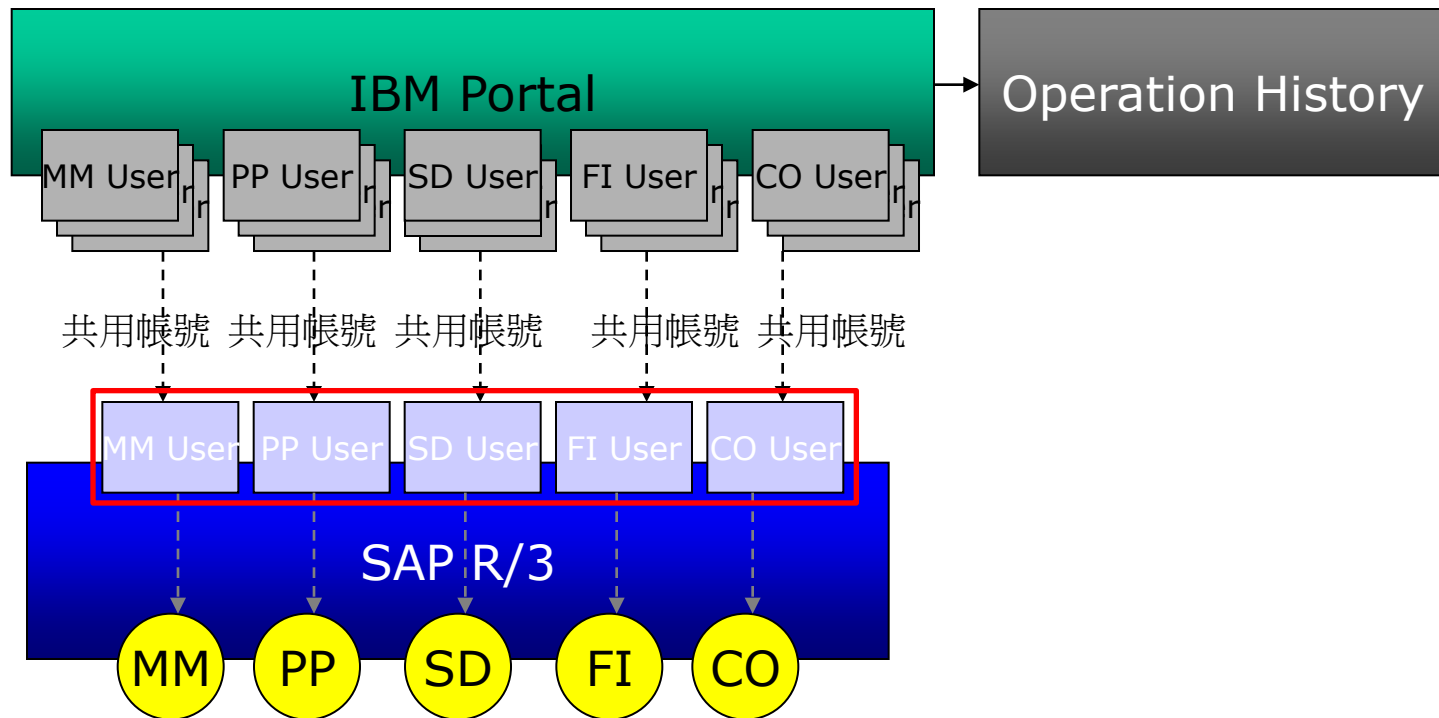 IBM Portal
Operation History
MM User
PP User
SD User
FI User
CO User
共用帳號
共用帳號
共用帳號
共用帳號
共用帳號
MM User
PP User
SD User
FI User
CO User
SAP R/3
MM
PP
SD
FI
CO